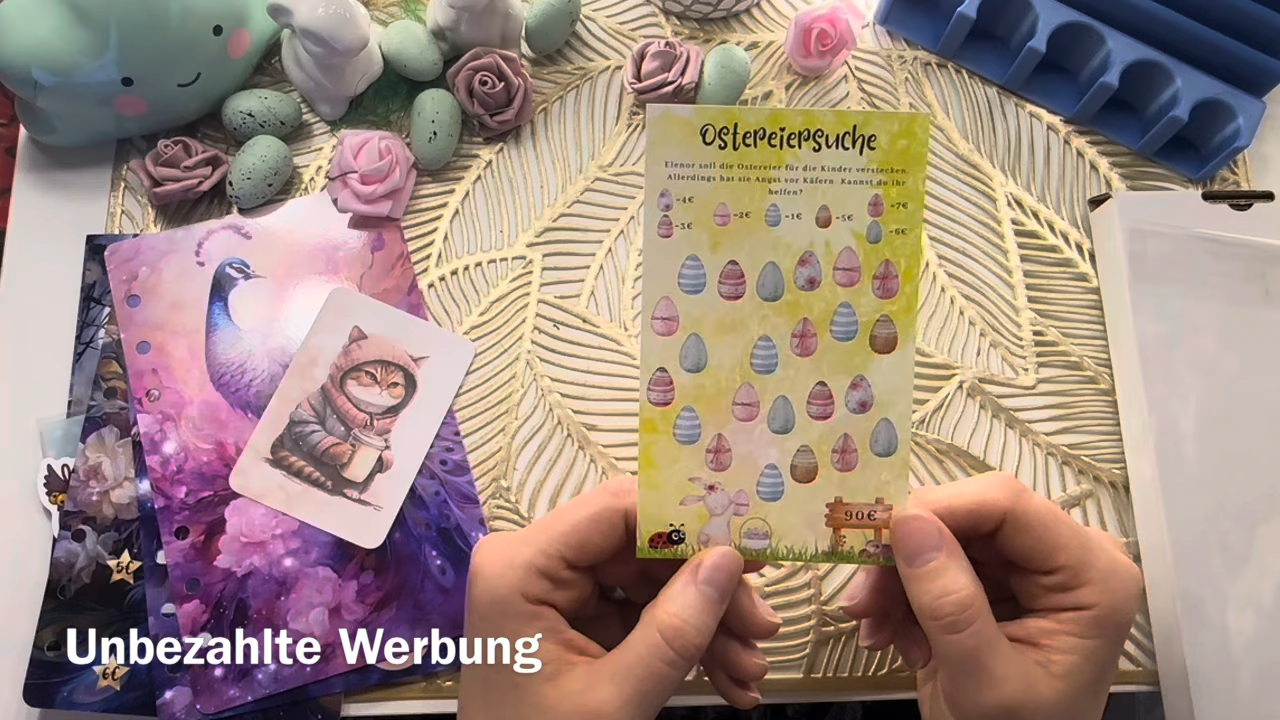 Ostereiersuche
Elenor soll die Ostereier für die Kinder verstecken.
Allerdings hat sie Angst vor Käfern. Kannst du ihr
helfen?
-4€ -2€ -1€ -5€ -7€
-3€ -6€
90€
5€
6€
Unbezahlte Werbung